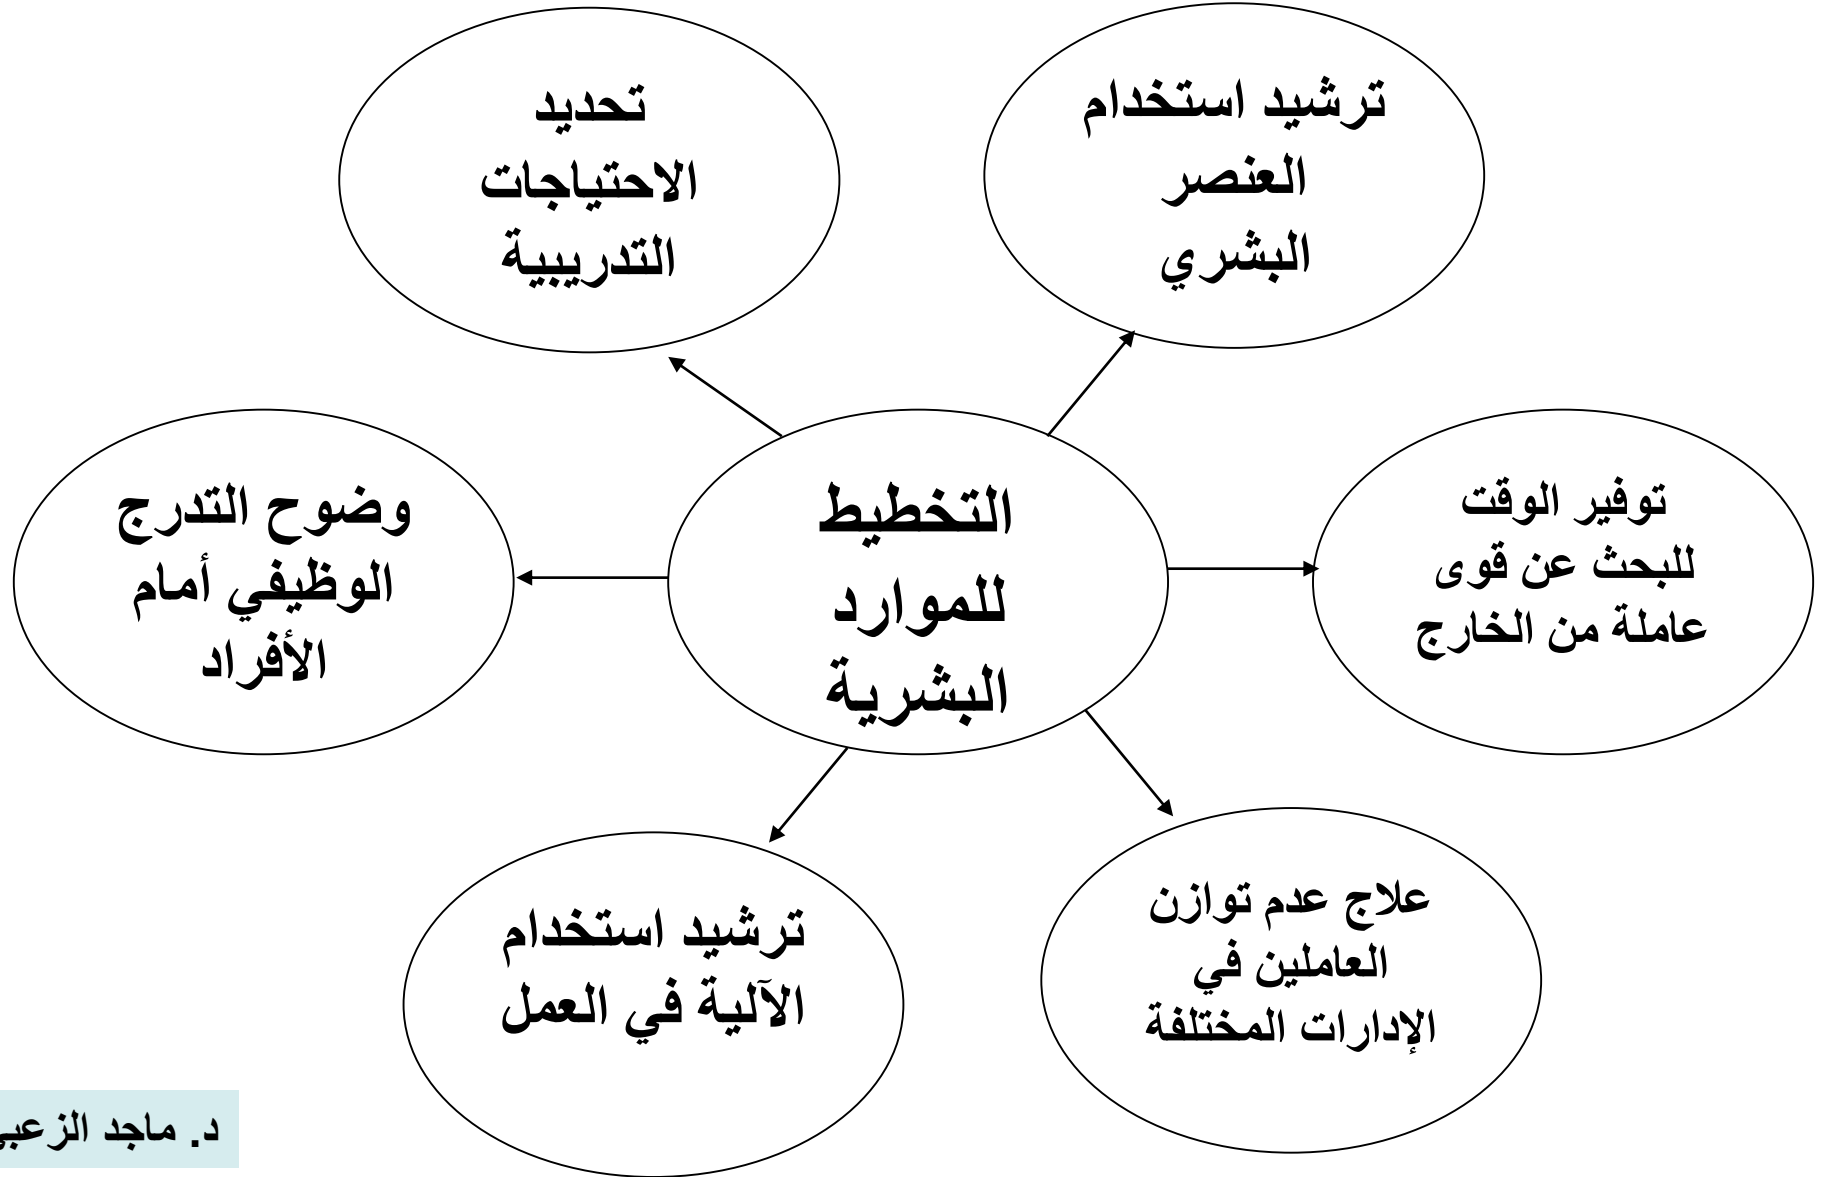 ترشيد استخدام
العنصر
البشري
تحديد
الاحتياجات
التدريبية
توفير الوقت
للبحث عن قوى
عاملة من الخارج
التخطيط
للموارد
البشرية
وضوح التدرج
الوظيفي أمام
الأفراد
علاج عدم توازن
العاملين في
الإدارات المختلفة
ترشيد استخدام
الآلية في العمل
د. ماجد الزعبي